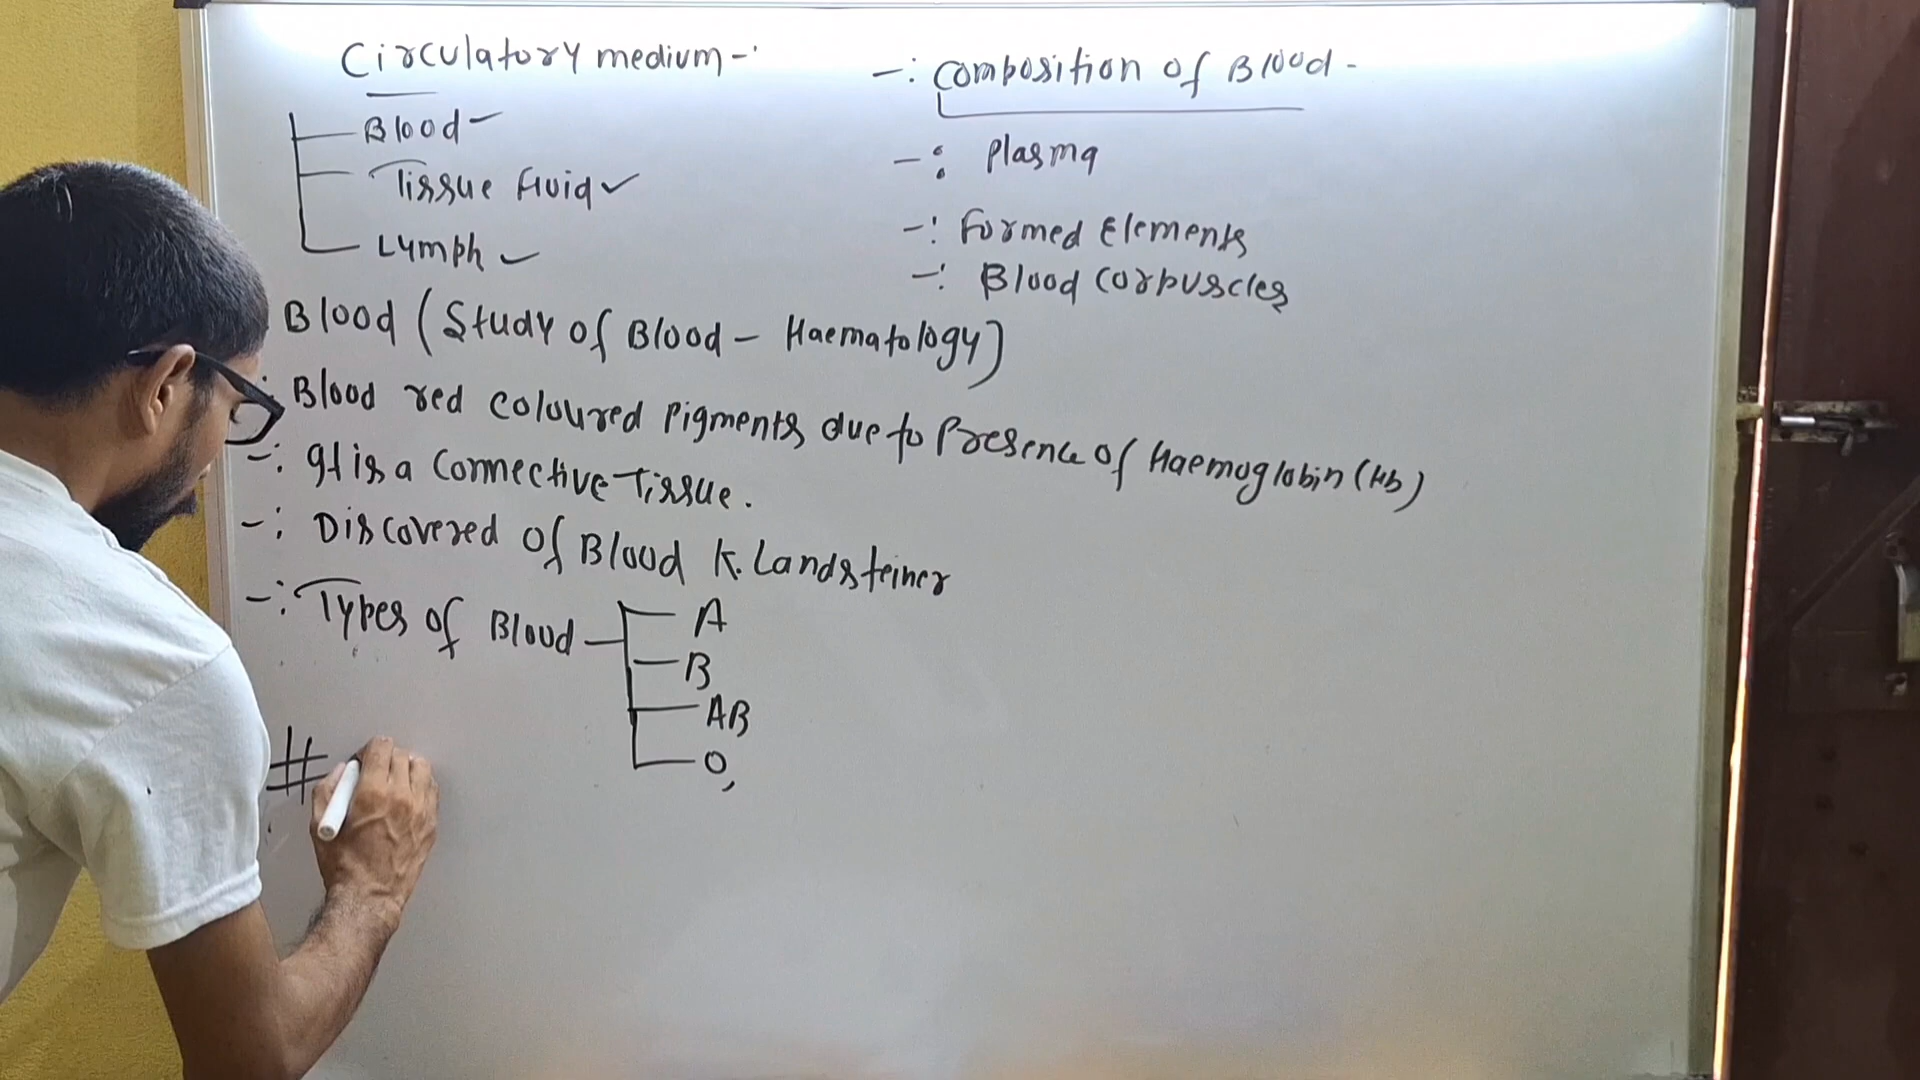 Circulatory medium -'
Blood -
Tissue fluid ✓
Lymph ✓
-: Composition of Blood -
-: Plasma
-: Formed Elements
-: Blood Corpuscles
Blood (Study of Blood - Haematology)
: Blood red coloured Pigments due to Presence of Haemoglobin (Hb)
-: It is a Connective Tissue.
-: Discovered of Blood K. Landsteiner
-: Types of Blood
A
B
AB
O,
#